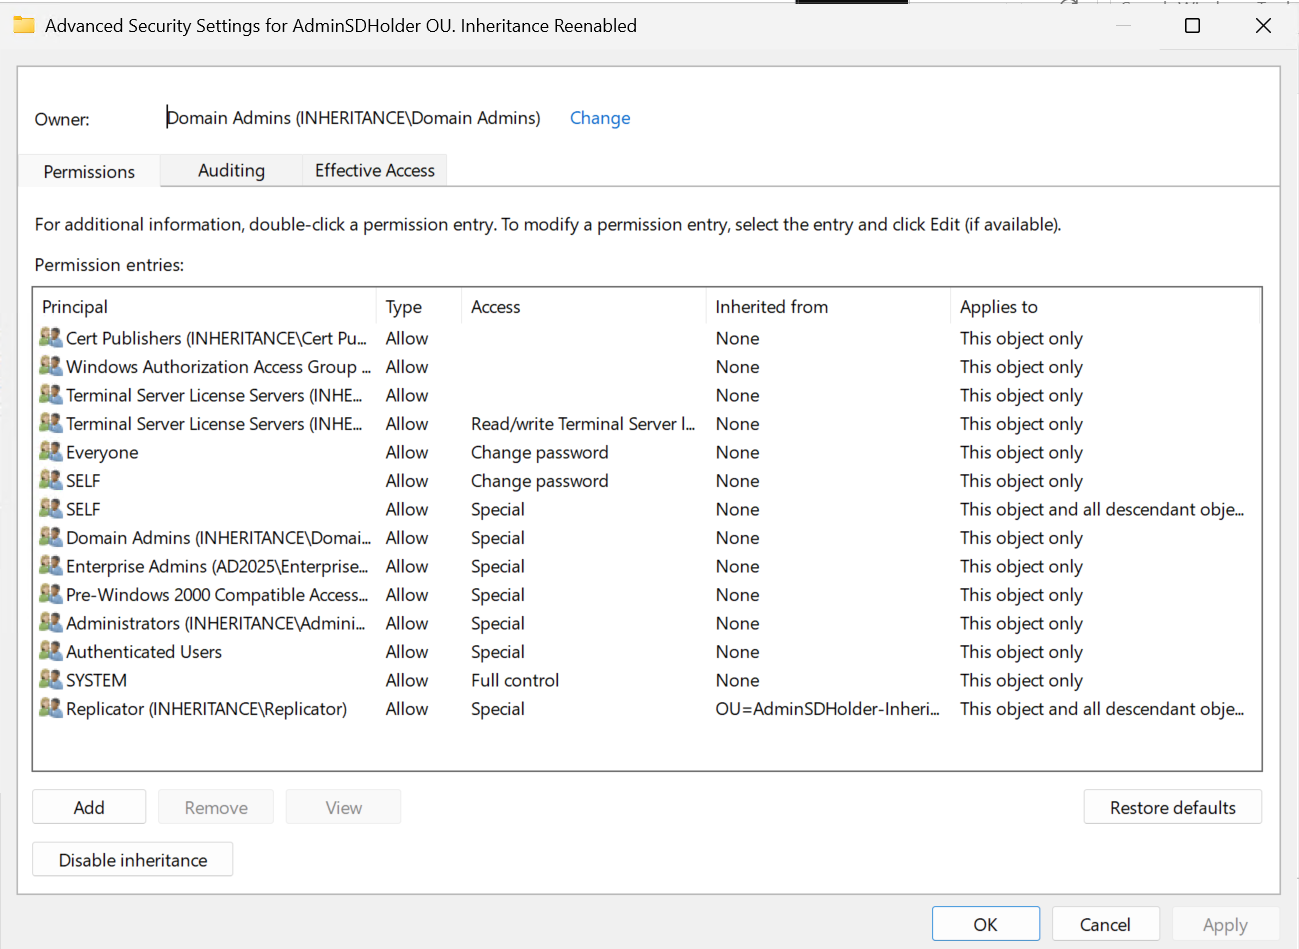 Advanced Security Settings for AdminSDHolder OU. Inheritance Reenabled
Owner: Domain Admins (INHERITANCE\Domain Admins) Change
Permissions Auditing Effective Access
For additional information, double-click a permission entry. To modify a permission entry, select the entry and click Edit (if available).
Permission entries:
Principal Type Access Inherited from Applies to
Cert Publishers (INHERITANCE\Cert Pu... Allow None This object only
Windows Authorization Access Group ... Allow None This object only
Terminal Server License Servers (INHE... Allow None This object only
Terminal Server License Servers (INHE... Allow Read/write Terminal Server l... None This object only
Everyone Allow Change password None This object only
SELF Allow Change password None This object only
SELF Allow Special None This object and all descendant obje...
Domain Admins (INHERITANCE\Domai... Allow Special None This object only
Enterprise Admins (AD2025\Enterprise... Allow Special None This object only
Pre-Windows 2000 Compatible Access... Allow Special None This object only
Administrators (INHERITANCE\Admini... Allow Special None This object only
Authenticated Users Allow Special None This object only
SYSTEM Allow Full control None This object only
Replicator (INHERITANCE\Replicator) Allow Special OU=AdminSDHolder-Inheri... This object and all descendant obje...
Add Remove View Restore defaults
Disable inheritance
OK Cancel Apply